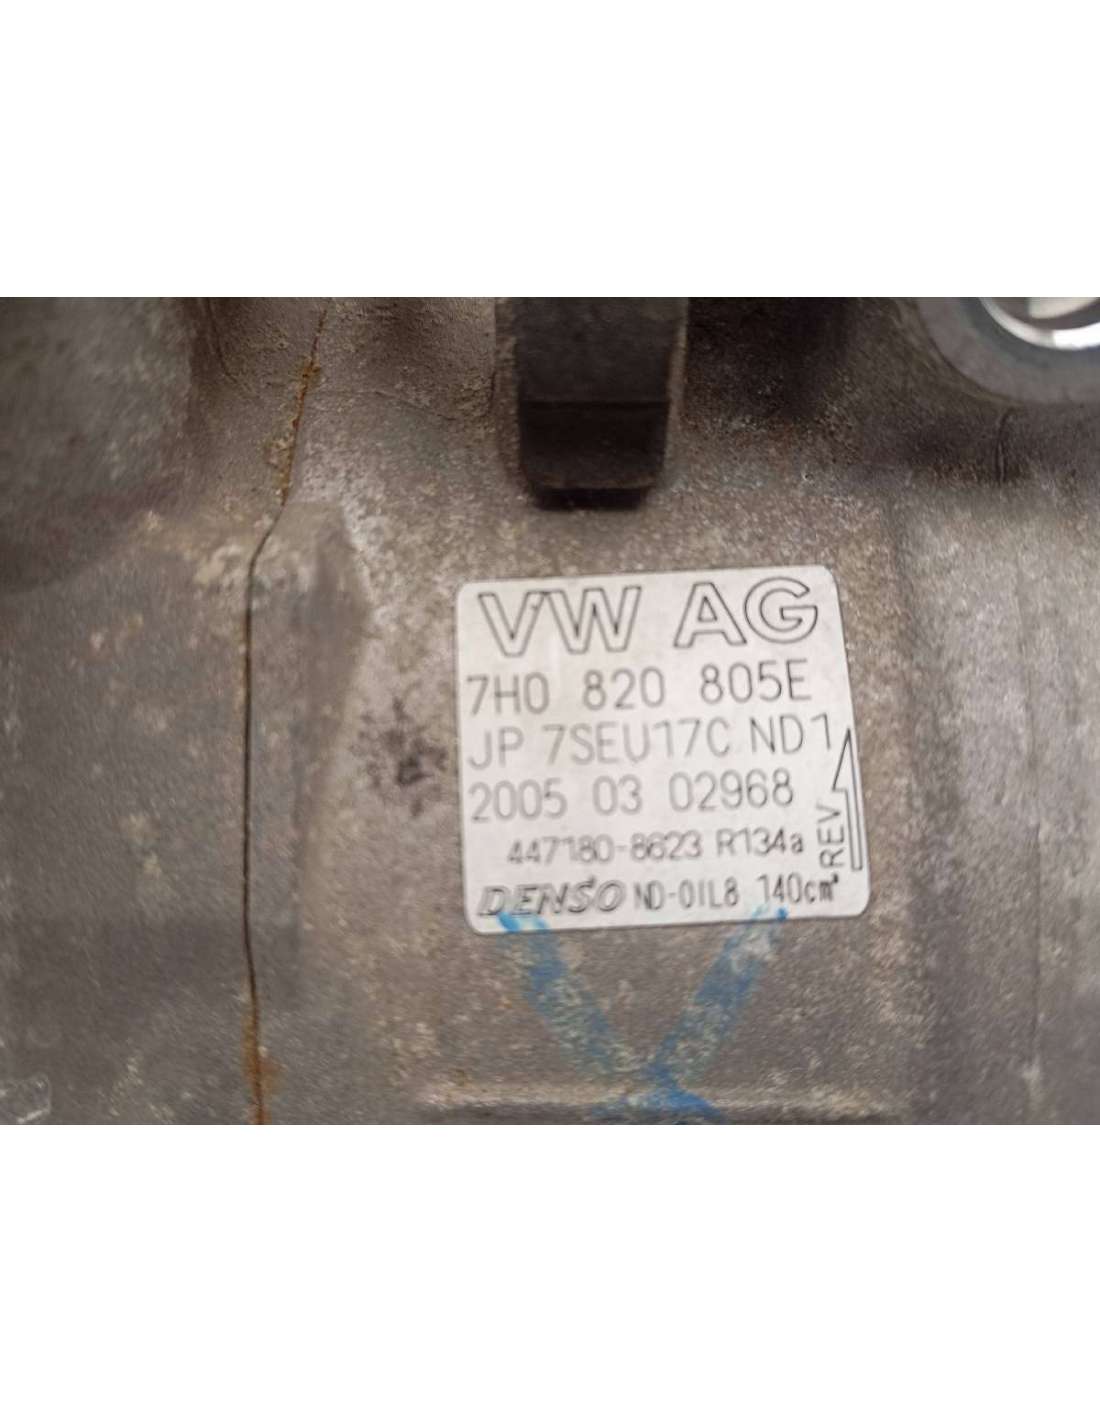 VW AG
7H0 820 805E
JP 7SEU17C ND1
2005 03 02968
447180-8623 R134a
REV
DENSO ND-OIL8 140cm³